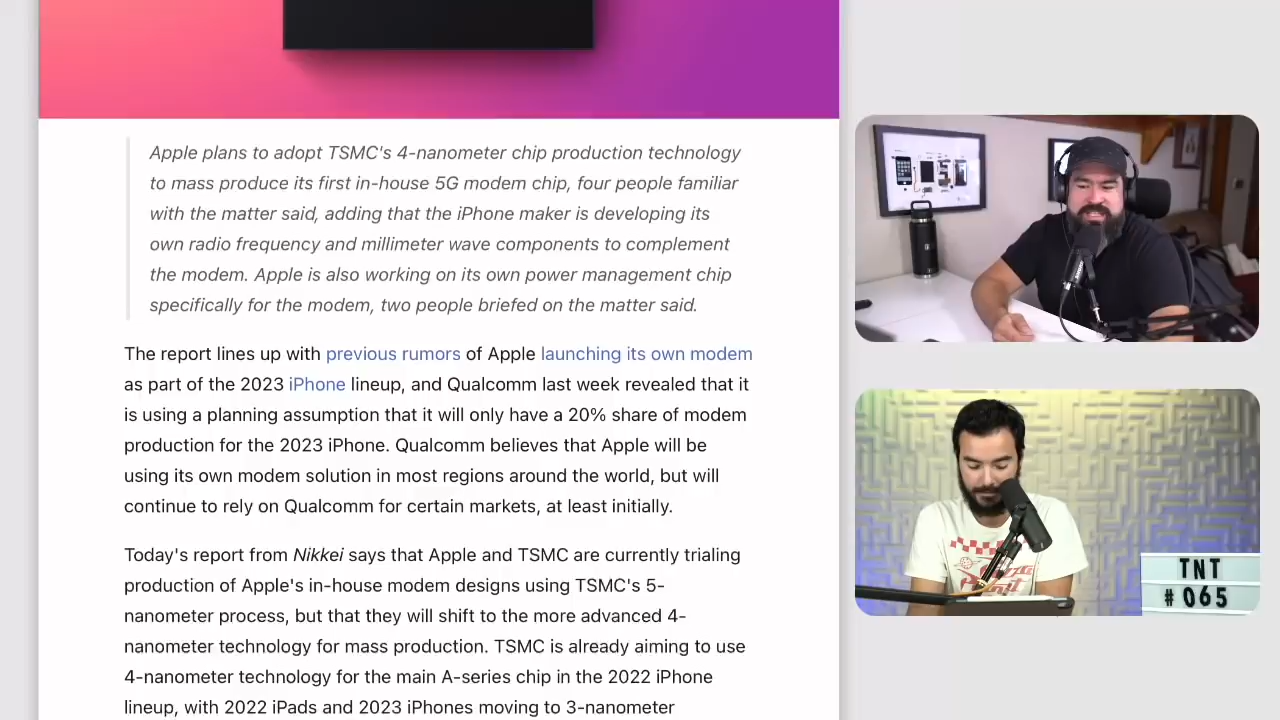 Apple plans to adopt TSMC's 4-nanometer chip production technology
to mass produce its first in-house 5G modem chip, four people familiar
with the matter said, adding that the iPhone maker is developing its
own radio frequency and millimeter wave components to complement
the modem. Apple is also working on its own power management chip
specifically for the modem, two people briefed on the matter said.
The report lines up with previous rumors of Apple launching its own modem
as part of the 2023 iPhone lineup, and Qualcomm last week revealed that it
is using a planning assumption that it will only have a 20% share of modem
production for the 2023 iPhone. Qualcomm believes that Apple will be
using its own modem solution in most regions around the world, but will
continue to rely on Qualcomm for certain markets, at least initially.
Today's report from Nikkei says that Apple and TSMC are currently trialing
production of Apple's in-house modem designs using TSMC's 5-
nanometer process, but that they will shift to the more advanced 4-
nanometer technology for mass production. TSMC is already aiming to use
4-nanometer technology for the main A-series chip in the 2022 iPhone
lineup, with 2022 iPads and 2023 iPhones moving to 3-nanometer
TNT
# 065